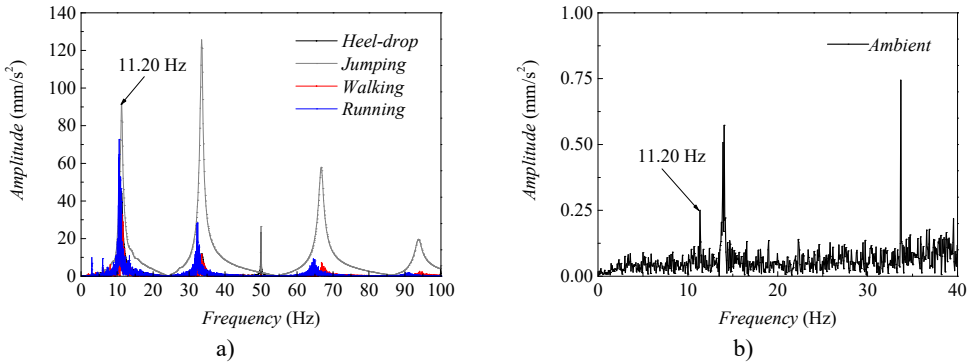 140
120
100
80
60
40
20
0
Amplitude (mm/s²)
11.20 Hz
Heel-drop
Jumping
Walking
Running
0 10 20 30 40 50 60 70 80 90 100
Frequency (Hz)
a)
1.00
0.75
0.50
0.25
0.00
Amplitude (mm/s²)
Ambient
11.20 Hz
0 10 20 30 40
Frequency (Hz)
b)